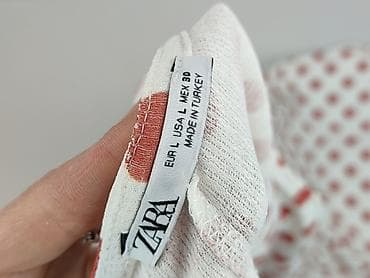 ZARA
EUR L USA L MEX 30
MADE IN TURKEY